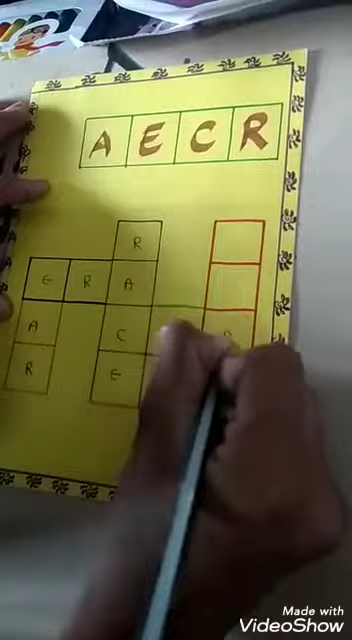 A E C R
R
E R A
A C
R E
Made with
VideoShow